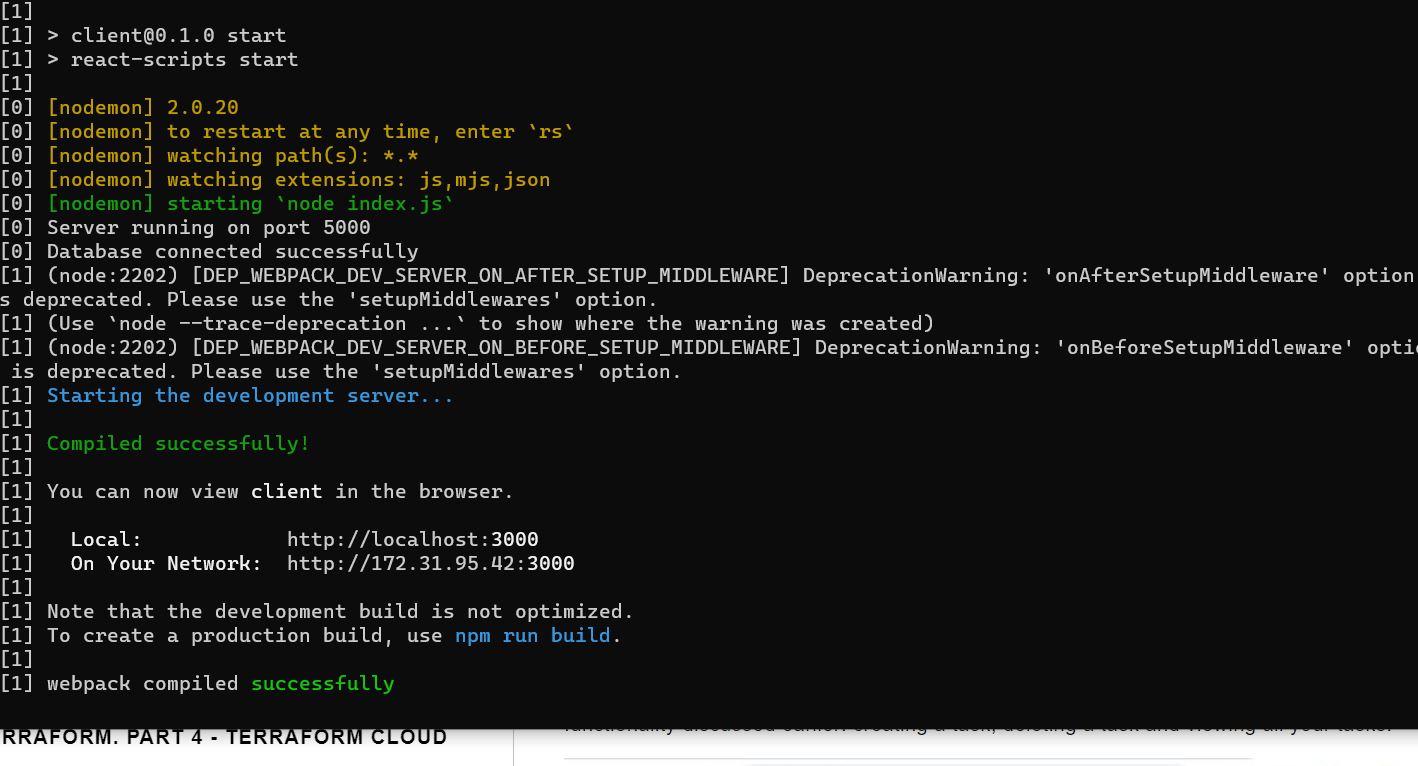 [1]
[1] > client@0.1.0 start
[1] > react-scripts start
[1]
[0] [nodemon] 2.0.20
[0] [nodemon] to restart at any time, enter `rs`
[0] [nodemon] watching path(s): *.*
[0] [nodemon] watching extensions: js,mjs,json
[0] [nodemon] starting `node index.js`
[0] Server running on port 5000
[0] Database connected successfully
[1] (node:2202) [DEP_WEBPACK_DEV_SERVER_ON_AFTER_SETUP_MIDDLEWARE] DeprecationWarning: 'onAfterSetupMiddleware' option
s deprecated. Please use the 'setupMiddlewares' option.
[1] (Use `node --trace-deprecation ...` to show where the warning was created)
[1] (node:2202) [DEP_WEBPACK_DEV_SERVER_ON_BEFORE_SETUP_MIDDLEWARE] DeprecationWarning: 'onBeforeSetupMiddleware' optio
 is deprecated. Please use the 'setupMiddlewares' option.
[1] Starting the development server...
[1]
[1] Compiled successfully!
[1]
[1] You can now view client in the browser.
[1]
[1]   Local:            http://localhost:3000
[1]   On Your Network:  http://172.31.95.42:3000
[1]
[1] Note that the development build is not optimized.
[1] To create a production build, use npm run build.
[1]
[1] webpack compiled successfully
RRAFORM. PART 4 - TERRAFORM CLOUD